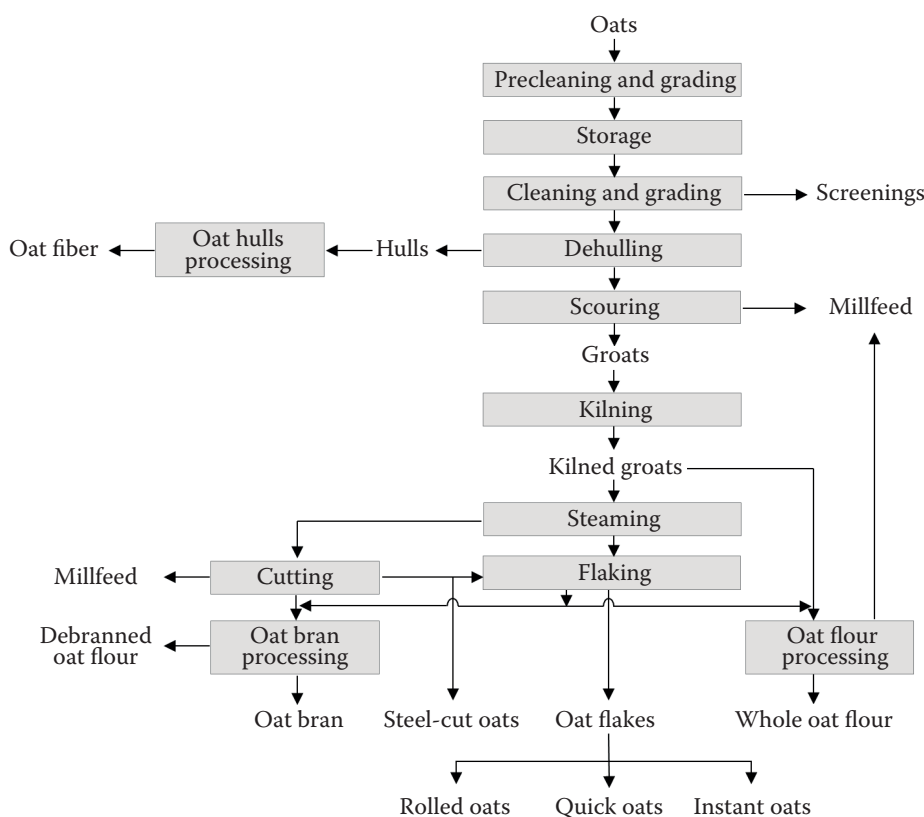 Oats
Precleaning and grading
Storage
Cleaning and grading
Screenings
Oat fiber
Oat hulls
processing
Hulls
Dehulling
Scouring
Millfeed
Groats
Kilning
Kilned groats
Steaming
Millfeed
Cutting
Flaking
Debranned
oat flour
Oat bran
processing
Oat flour
processing
Oat bran
Steel-cut oats
Oat flakes
Whole oat flour
Rolled oats
Quick oats
Instant oats